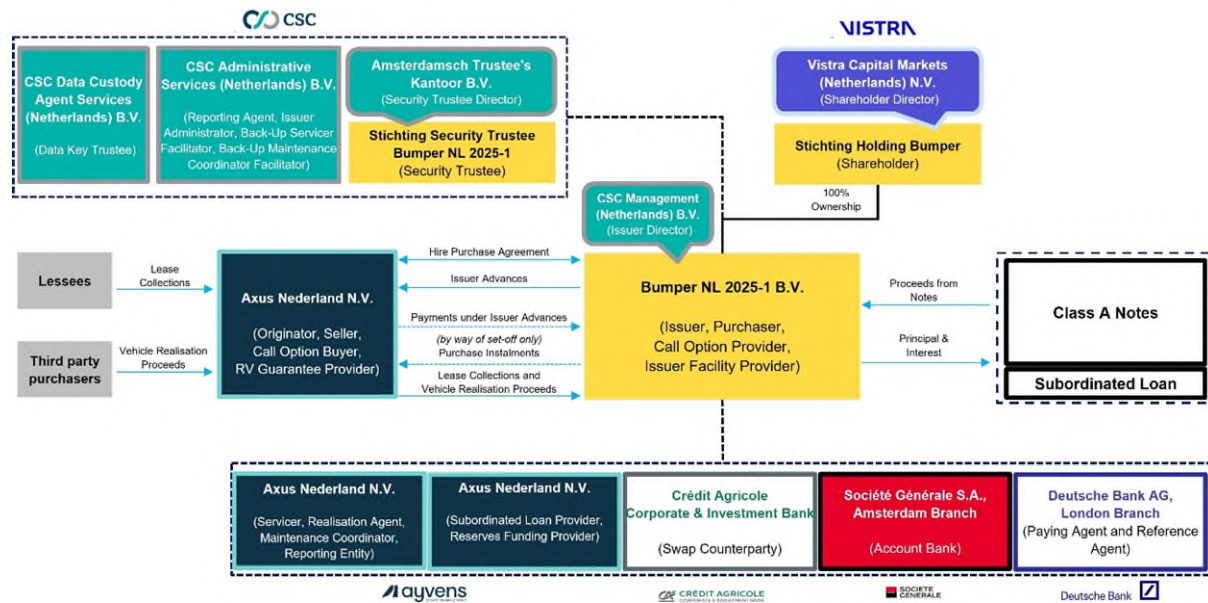 CSC
VISTRA
CSC Data Custody
Agent Services
(Netherlands) B.V.
(Data Key Trustee)
CSC Administrative
Services (Netherlands) B.V.
(Reporting Agent, Issuer
Administrator, Back-Up Servicer
Facilitator, Back-Up Maintenance
Coordinator Facilitator)
Amsterdamsch Trustee's
Kantoor B.V.
(Security Trustee Director)
Stichting Security Trustee
Bumper NL 2025-1
(Security Trustee)
Vistra Capital Markets
(Netherlands) N.V.
(Shareholder Director)
Stichting Holding Bumper
(Shareholder)
100%
Ownership
CSC Management
(Netherlands) B.V.
(Issuer Director)
Lessees
Lease
Collections
Third party
purchasers
Vehicle Realisation
Proceeds
Axus Nederland N.V.
(Originator, Seller,
Call Option Buyer,
RV Guarantee Provider)
Hire Purchase Agreement
Issuer Advances
Payments under Issuer Advances
(by way of set-off only)
Purchase Instalments
Lease Collections and
Vehicle Realisation Proceeds
Bumper NL 2025-1 B.V.
(Issuer, Purchaser,
Call Option Provider,
Issuer Facility Provider)
Proceeds from
Notes
Principal &
Interest
Class A Notes
Subordinated Loan
Axus Nederland N.V.
(Servicer, Realisation Agent,
Maintenance Coordinator,
Reporting Entity)
Axus Nederland N.V.
(Subordinated Loan Provider,
Reserves Funding Provider)
Crédit Agricole
Corporate & Investment Bank
(Swap Counterparty)
Société Générale S.A.,
Amsterdam Branch
(Account Bank)
Deutsche Bank AG,
London Branch
(Paying Agent and Reference
Agent)
ayvens
CRÉDIT AGRICOLE
CORPORATE & INVESTMENT BANK
SOCIETE
GENERALE
Deutsche Bank